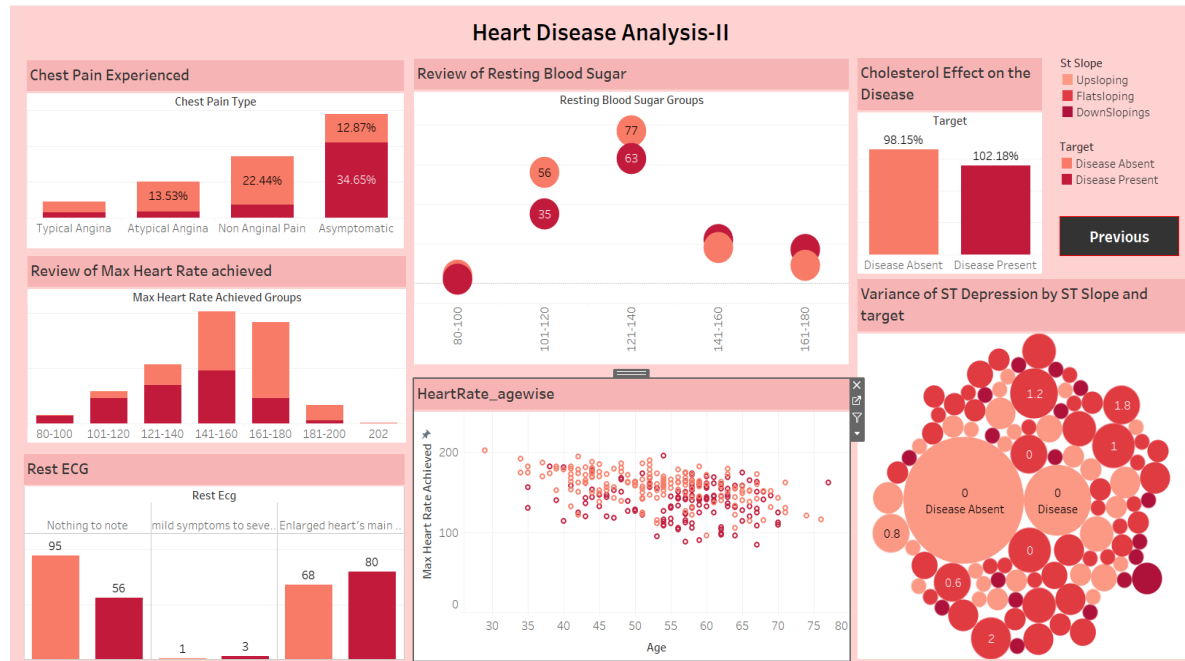 Heart Disease Analysis-II
Chest Pain Experienced
Chest Pain Type
12.87%
34.65%
22.44%
13.53%
Typical Angina Atypical Angina Non Anginal Pain Asymptomatic
Review of Max Heart Rate achieved
Max Heart Rate Achieved Groups
80-100 101-120 121-140 141-160 161-180 181-200 202
Rest ECG
Rest Ecg
Nothing to note mild symptoms to seve.. Enlarged heart's main ..
95
56
1
3
68
80
Review of Resting Blood Sugar
Resting Blood Sugar Groups
77
63
56
35
80-100
101-120
121-140
141-160
161-180
HeartRate_agewise
Max Heart Rate Achieved
200
100
0
30 35 40 45 50 55 60 65 70 75 80
Age
Cholesterol Effect on the
Disease
Target
98.15%
102.18%
Disease Absent Disease Present
St Slope
Upsloping
Flatsloping
DownSlopings
Target
Disease Absent
Disease Present
Previous
Variance of ST Depression by ST Slope and
target
1.2
1.8
1
0
0
Disease Absent
0
Disease
0.8
0
0.6
2